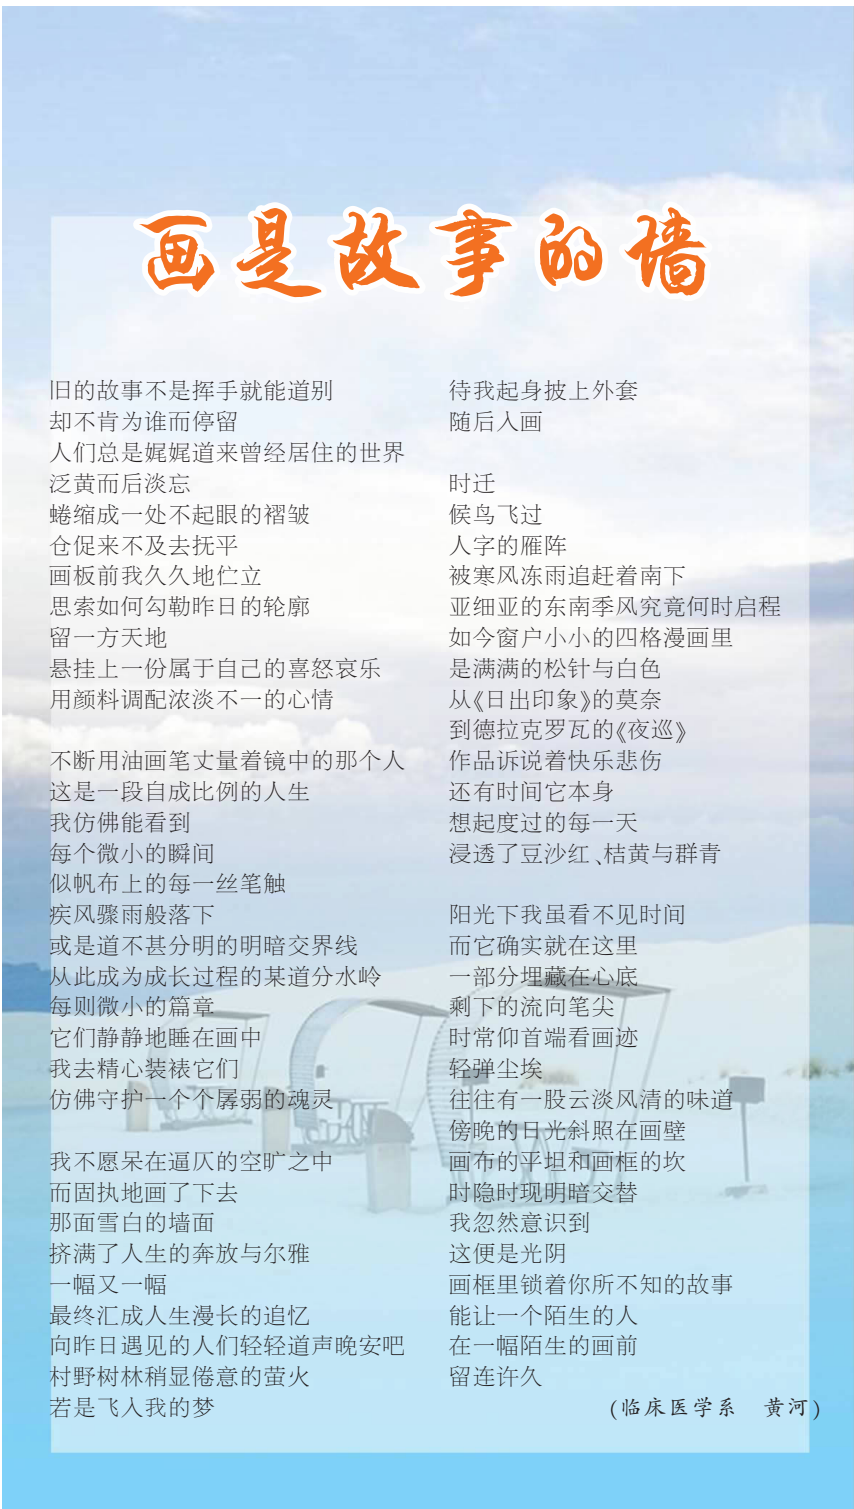 画是故事的墙
旧的故事不是挥手就能道别
却不肯为谁而停留
人们总是娓娓道来曾经居住的世界
泛黄而后淡忘
蜷缩成一处不起眼的褶皱
仓促来不及去抚平
画板前我久久地伫立
思索如何勾勒昨日的轮廓
留一方天地
悬挂上一份属于自己的喜怒哀乐
用颜料调配浓淡不一的心情
不断用油画笔丈量着镜中的那个人
这是一段自成比例的人生
我仿佛能看到
每个微小的瞬间
似帆布上的每一丝笔触
疾风骤雨般落下
或是道不甚分明的明暗交界线
从此成为成长过程的某道分水岭
每则微小的篇章
它们静静地睡在画中
我去精心装裱它们
仿佛守护一个个孱弱的魂灵
我不愿呆在逼仄的空旷之中
而固执地画了下去
那面雪白的墙面
挤满了人生的奔放与尔雅
一幅又一幅
最终汇成人生漫长的追忆
向昨日遇见的人们轻轻道声晚安吧
村野树林稍显倦意的萤火
若是飞入我的梦
待我起身披上外套
随后入画
时迁
候鸟飞过
人字的雁阵
被寒风冻雨追赶着南下
亚细亚的东南季风究竟何时启程
如今窗户小小的四格漫画里
是满满的松针与白色
从《日出印象》的莫奈
到德拉克罗瓦的《夜巡》
作品诉说着快乐悲伤
还有时间它本身
想起度过的每一天
浸透了豆沙红、桔黄与群青
阳光下我虽看不见时间
而它确实就在这里
一部分埋藏在心底
剩下的流向笔尖
时常仰首端看画迹
轻弹尘埃
往往有一股云淡风清的味道
傍晚的日光斜照在画壁
画布的平坦和画框的坎
时隐时现明暗交替
我忽然意识到
这便是光阴
画框里锁着你所不知的故事
能让一个陌生的人
在一幅陌生的画前
留连许久
(临床医学系 黄河)